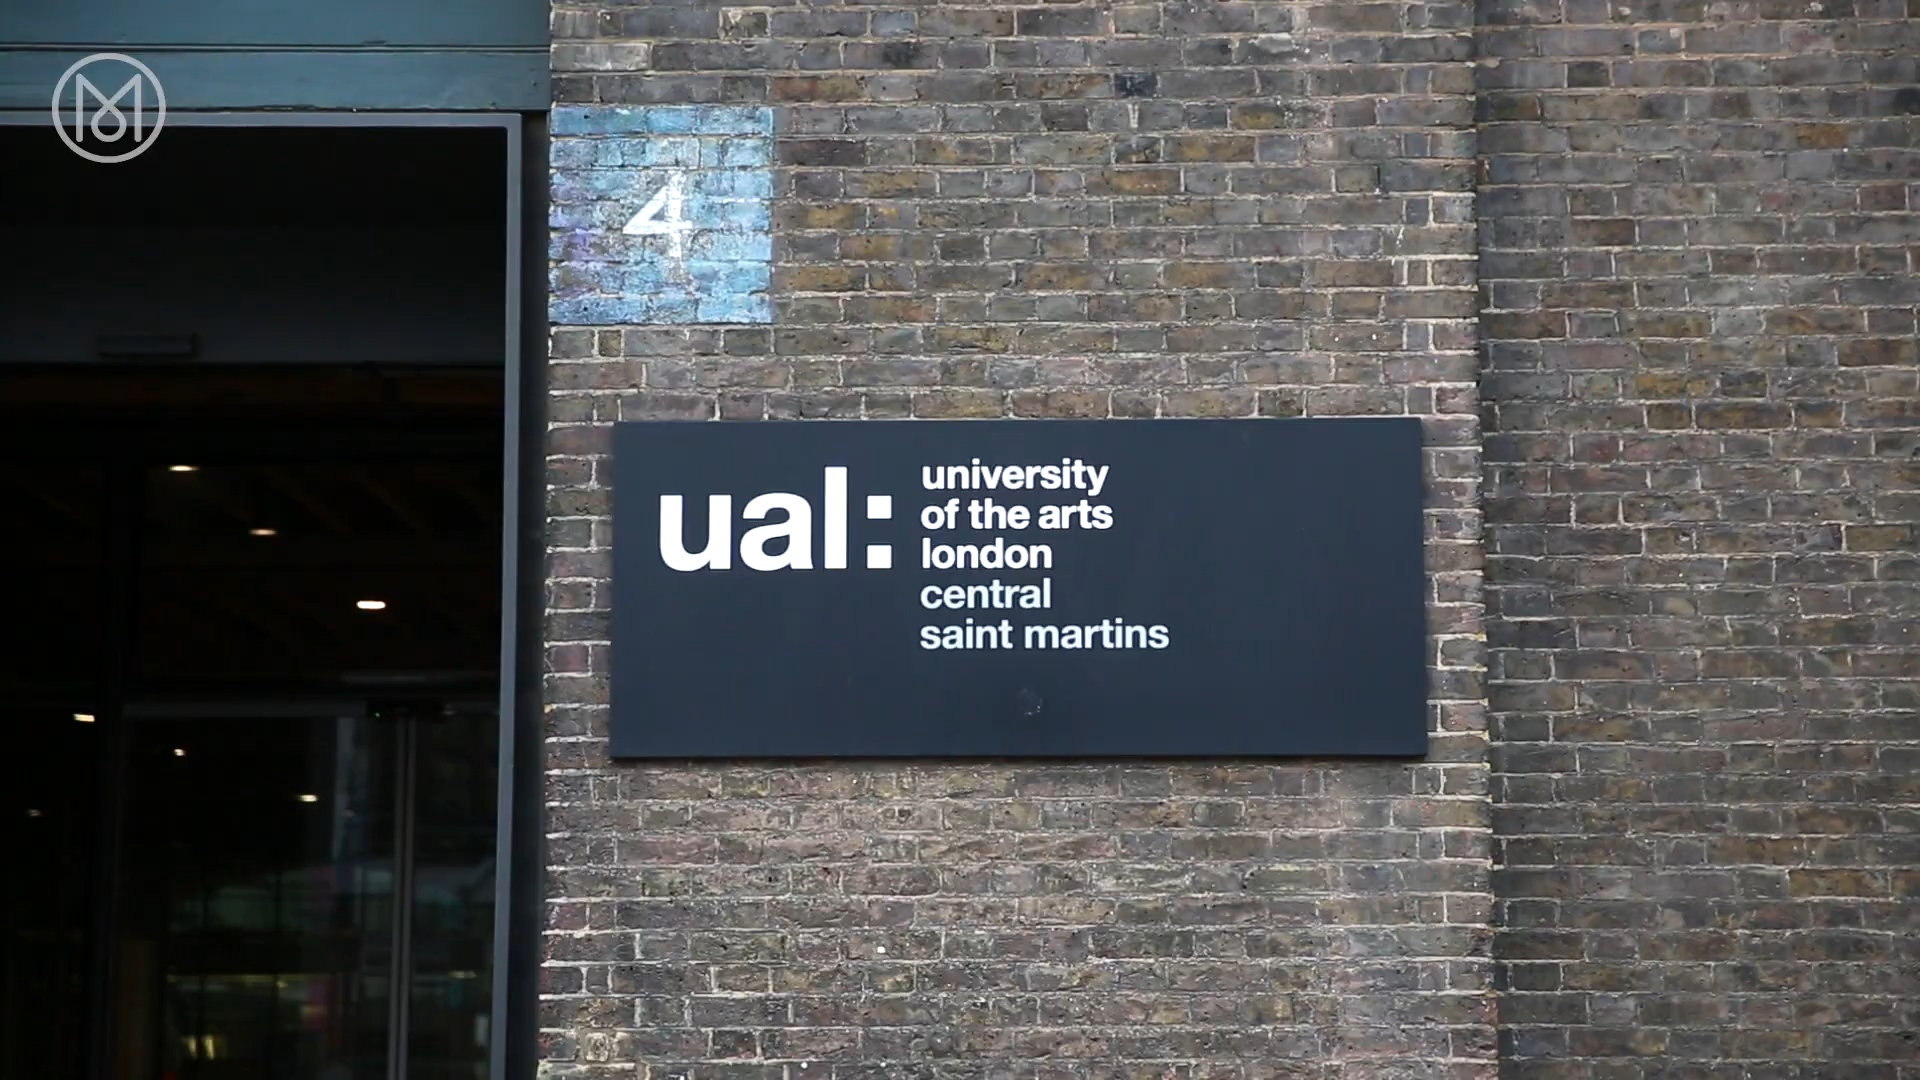 4
ual:
university
of the arts
london
central
saint martins